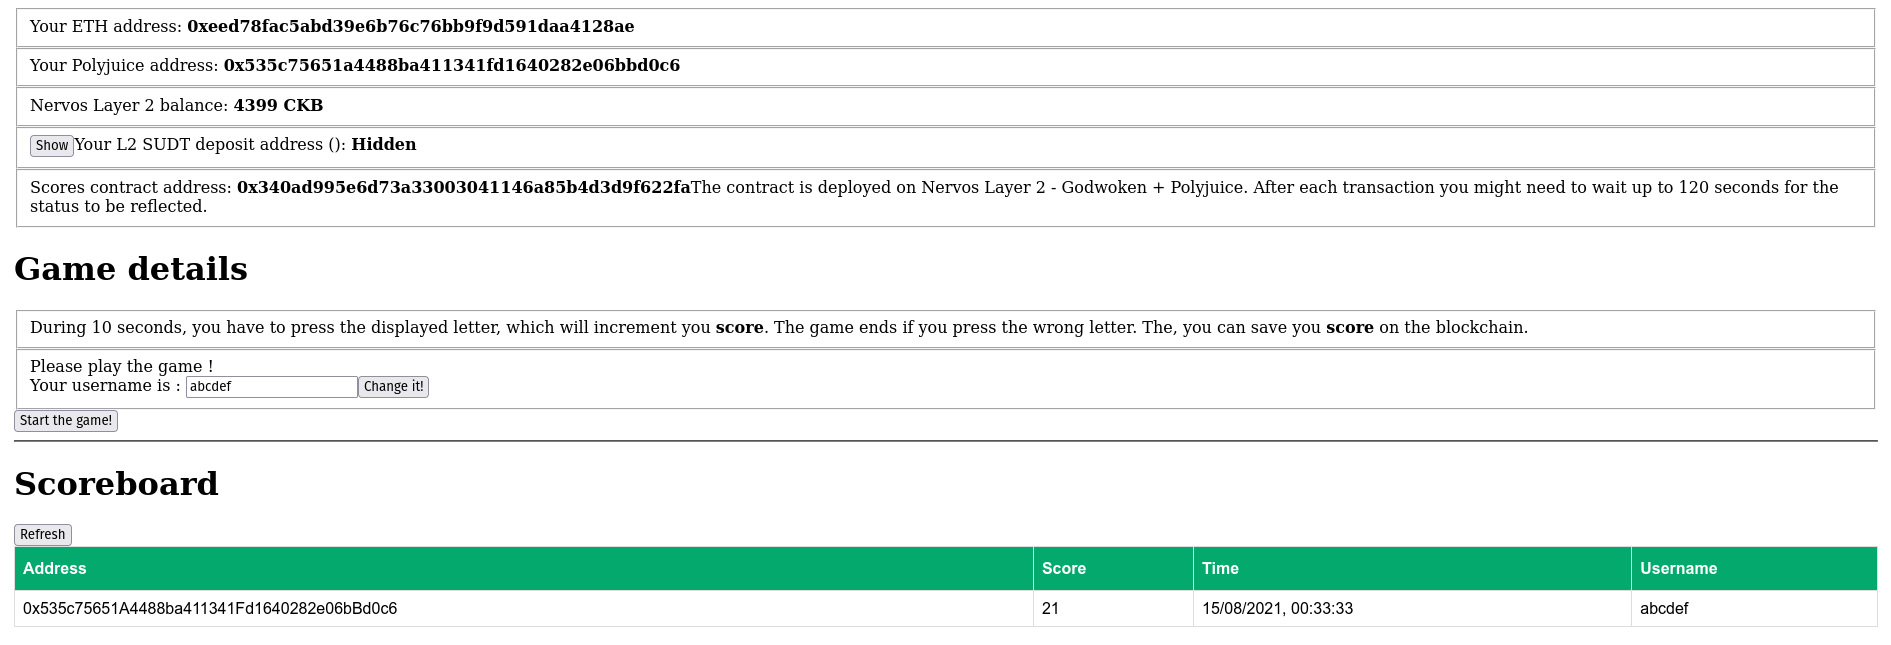 Your ETH address: 0xeed78fac5abd39e6b76c76bb9f9d591daa4128ae
Your Polyjuice address: 0x535c75651a4488ba411341fd1640282e06bbd0c6
Nervos Layer 2 balance: 4399 CKB
Show Your L2 SUDT deposit address (): Hidden
Scores contract address: 0x340ad995e6d73a33003041146a85b4d3d9f622faThe contract is deployed on Nervos Layer 2 - Godwoken + Polyjuice. After each transaction you might need to wait up to 120 seconds for the
status to be reflected.
Game details
During 10 seconds, you have to press the displayed letter, which will increment you score. The game ends if you press the wrong letter. The, you can save you score on the blockchain.
Please play the game !
Your username is : abcdef Change it!
Start the game!
Scoreboard
Refresh
Address Score Time Username
0x535c75651A4488ba411341Fd1640282e06bBd0c6 21 15/08/2021, 00:33:33 abcdef